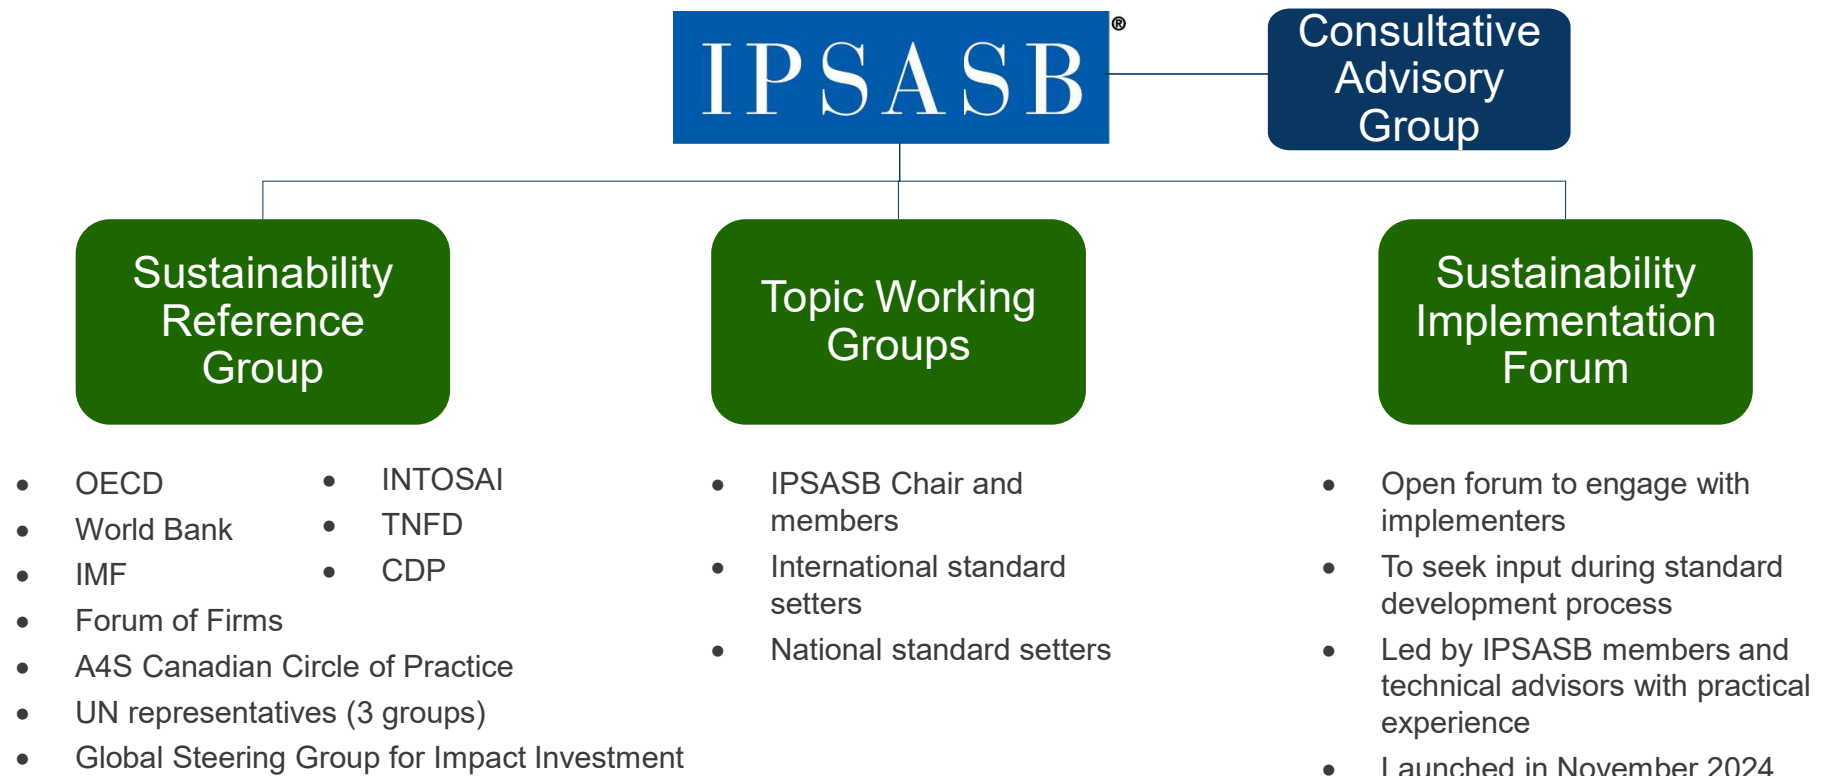 IPSASB®
Consultative
Advisory
Group
Sustainability
Reference
Group
Topic Working
Groups
Sustainability
Implementation
Forum
• OECD
• World Bank
• IMF
• Forum of Firms
• A4S Canadian Circle of Practice
• UN representatives (3 groups)
• Global Steering Group for Impact Investment
• INTOSAI
• TNFD
• CDP
• IPSASB Chair and
members
• International standard
setters
• National standard setters
• Open forum to engage with
implementers
• To seek input during standard
development process
• Led by IPSASB members and
technical advisors with practical
experience
• Launched in November 2024